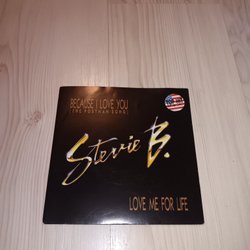 BECAUSE I LOVE YOU
(THE POSTMAN SONG)
Stevie B.
LOVE ME FOR LIFE